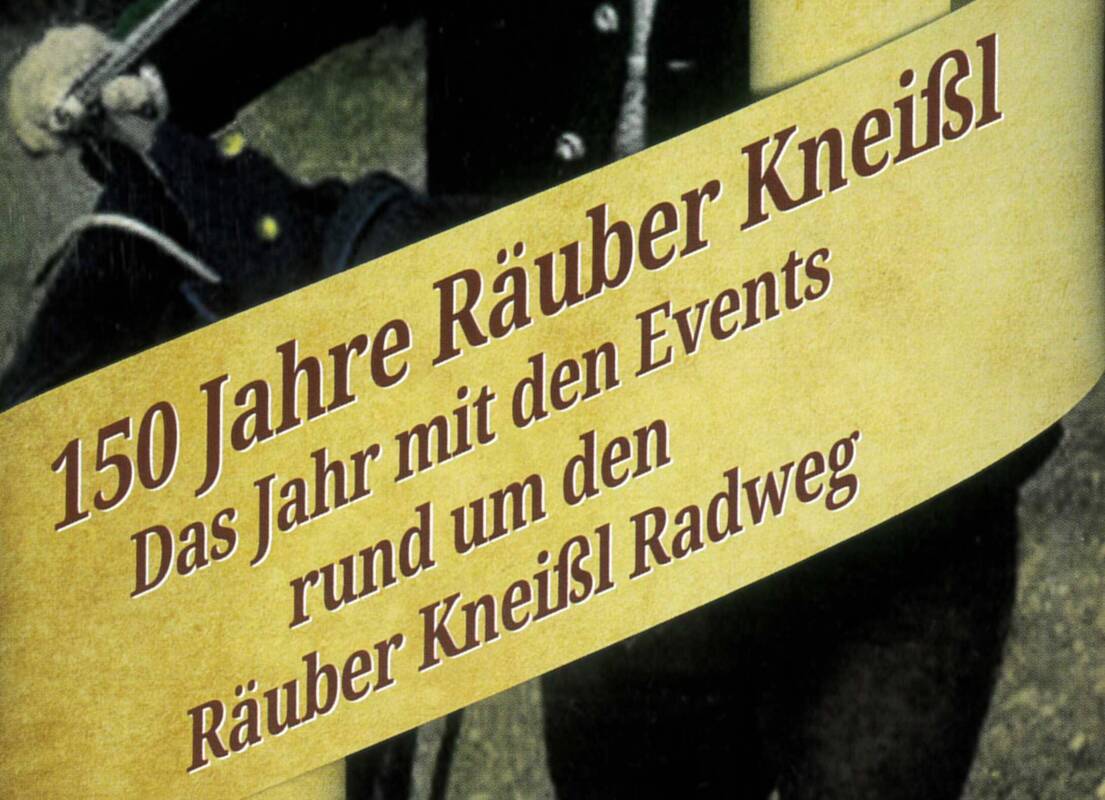 150 Jahre Räuber Kneißl
Das Jahr mit den Events
rund um den
Räuber Kneißl Radweg